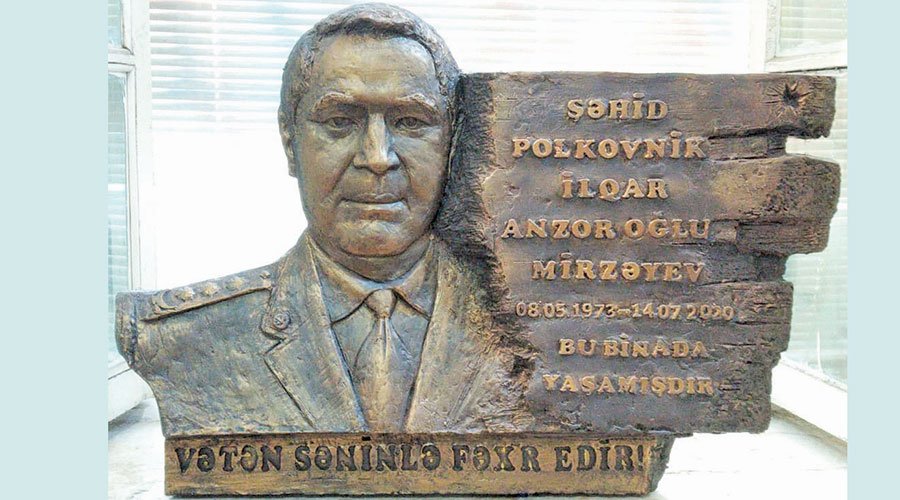 ŞƏHİD
POLKOVNİK
İLQAR
ANZOR OĞLU
MİRZƏYEV
08.05.1973–14.07.2020
BU BİNADA
YAŞAMIŞDIR
VƏTƏN SƏNİNLƏ FƏXR EDİR!